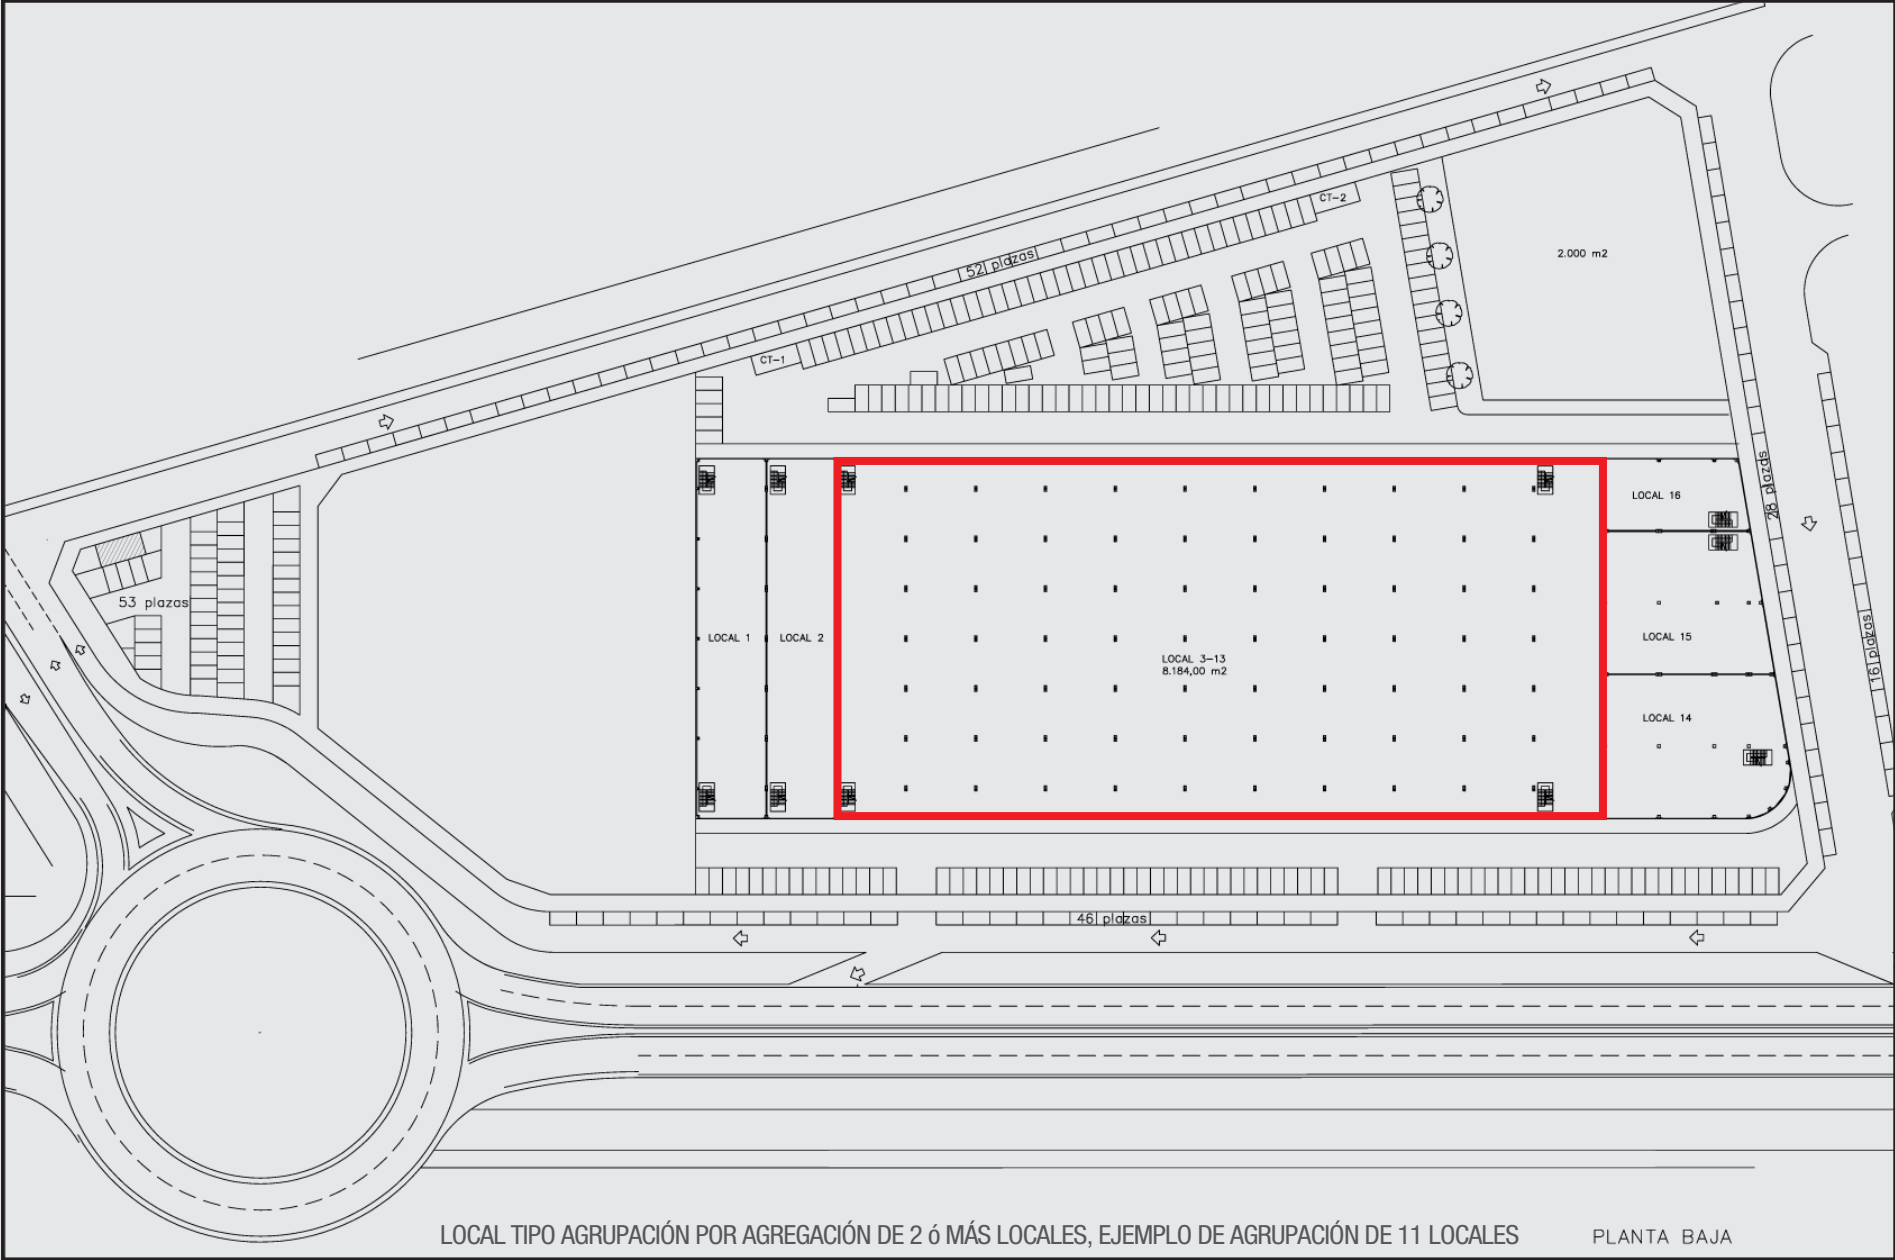 CT-2
2.000 m2
52 plazas
CT-1
28 plazas
LOCAL 16
53 plazas
LOCAL 1
LOCAL 2
LOCAL 3-13
8.184,00 m2
LOCAL 15
16 plazas
LOCAL 14
46 plazas
LOCAL TIPO AGRUPACIÓN POR AGREGACIÓN DE 2 ó MÁS LOCALES, EJEMPLO DE AGRUPACIÓN DE 11 LOCALES
PLANTA BAJA